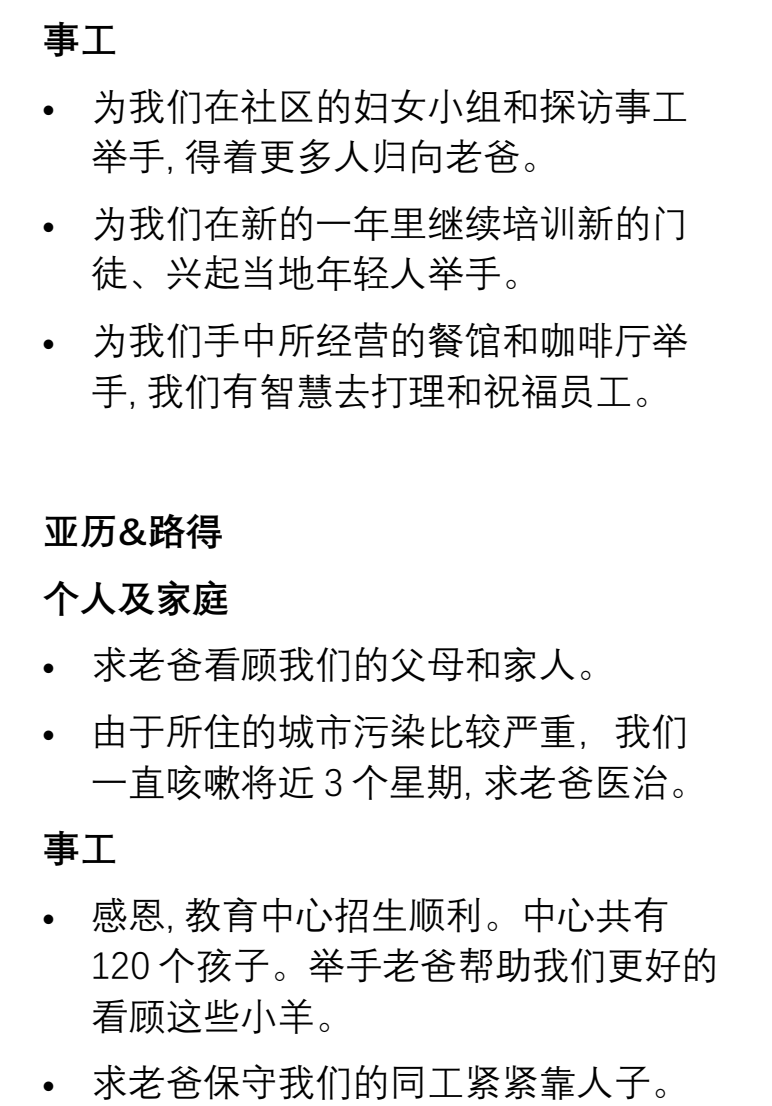 事工
• 为我们在社区的妇女小组和探访事工
举手, 得着更多人归向老爸。
• 为我们在新的一年里继续培训新的门
徒、兴起当地年轻人举手。
• 为我们手中所经营的餐馆和咖啡厅举
手, 我们有智慧去打理和祝福员工。
亚历&路得
个人及家庭
• 求老爸看顾我们的父母和家人。
• 由于所住的城市污染比较严重，我们
一直咳嗽将近 3 个星期, 求老爸医治。
事工
• 感恩, 教育中心招生顺利。中心共有
120 个孩子。举手老爸帮助我们更好的
看顾这些小羊。
• 求老爸保守我们的同工紧紧靠人子。